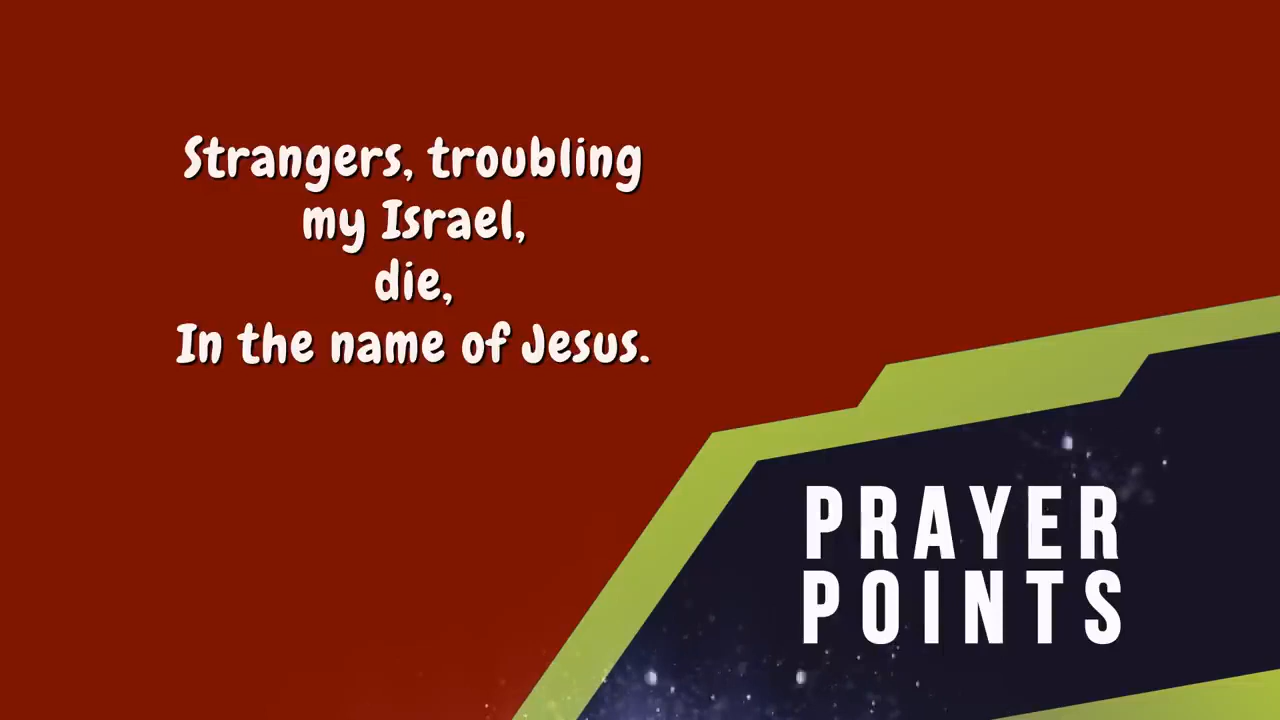 Strangers, troubling
my Israel,
die,
In the name of Jesus.
PRAYER
POINTS